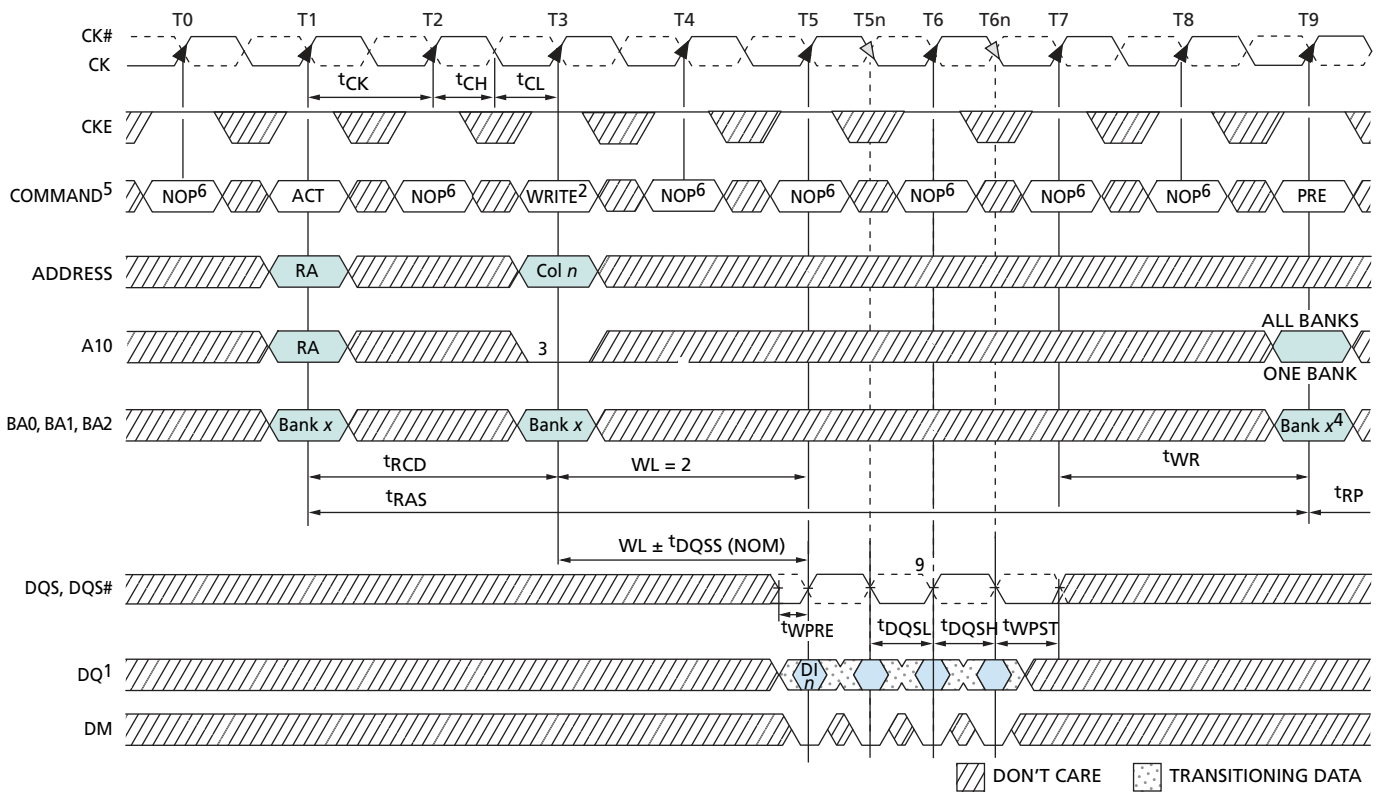 T0 T1 T2 T3 T4 T5 T5n T6 T6n T7 T8 T9
CK#
CK
tCK tCH tCL
CKE
COMMAND5 NOP6 ACT NOP6 WRITE2 NOP6 NOP6 NOP6 NOP6 NOP6 PRE
ADDRESS RA Col n
ALL BANKS
A10 RA 3
ONE BANK
BA0, BA1, BA2 Bank x Bank x Bank x4
tRCD WL = 2 tWR
tRAS tRP
WL ± tDQSS (NOM)
9
DQS, DQS#
tWPRE tDQSL tDQSH tWPST
DQ1 DI
n
DM
DON'T CARE TRANSITIONING DATA